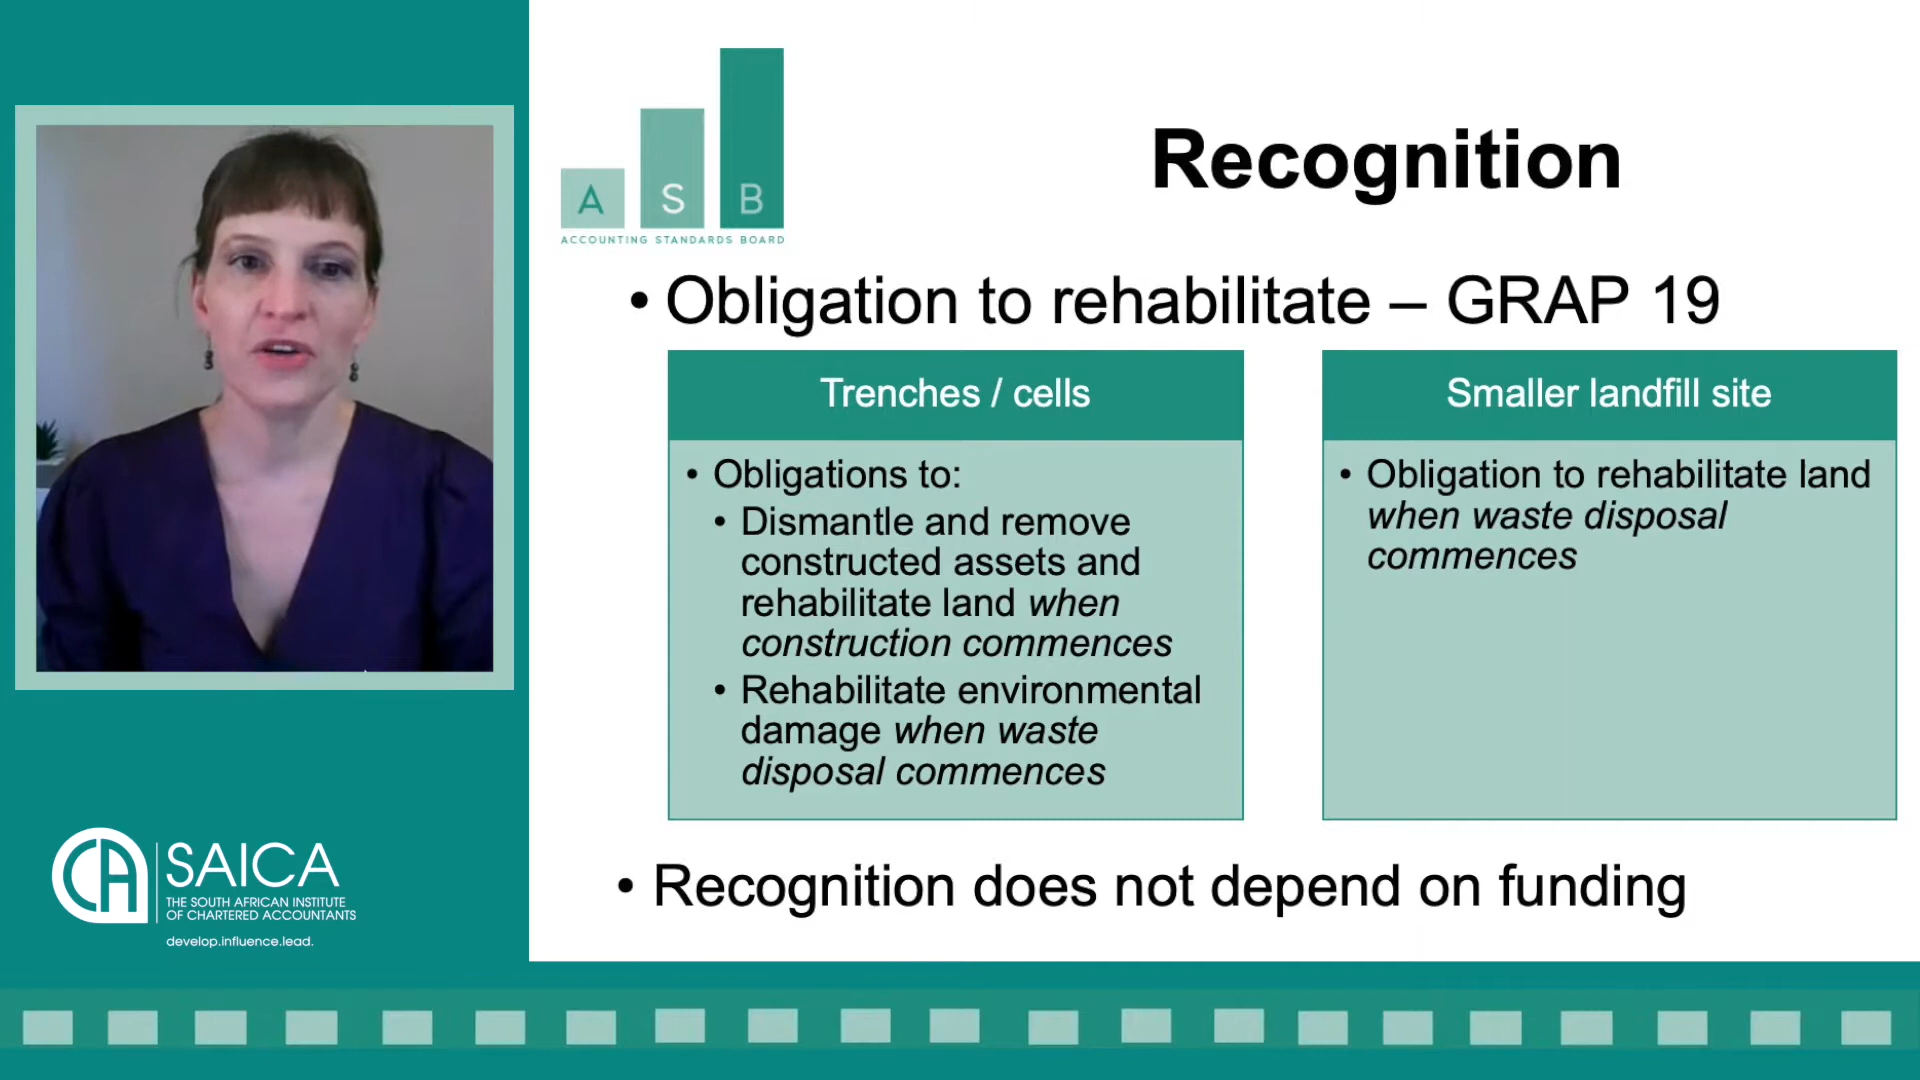 A S B
ACCOUNTING STANDARDS BOARD
Recognition
• Obligation to rehabilitate – GRAP 19
Trenches / cells
• Obligations to:
• Dismantle and remove
constructed assets and
rehabilitate land when
construction commences
• Rehabilitate environmental
damage when waste
disposal commences
Smaller landfill site
• Obligation to rehabilitate land
when waste disposal
commences
• Recognition does not depend on funding
CA SAICA
THE SOUTH AFRICAN INSTITUTE
OF CHARTERED ACCOUNTANTS
develop.influence.lead.